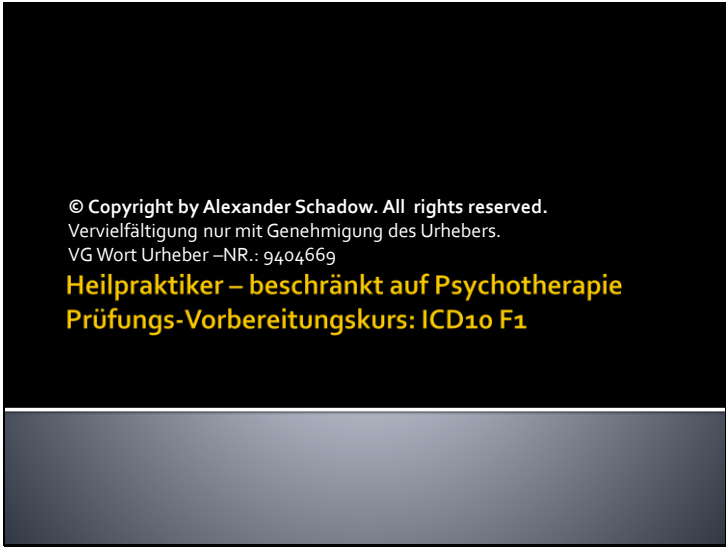 © Copyright by Alexander Schadow. All rights reserved.
Vervielfältigung nur mit Genehmigung des Urhebers.
VG Wort Urheber –NR.: 9404669
Heilpraktiker – beschränkt auf Psychotherapie
Prüfungs-Vorbereitungskurs: ICD10 F1